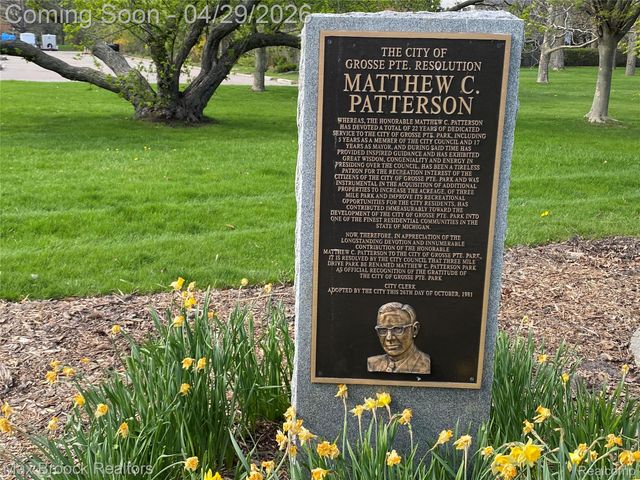 Coming Soon - 04/29/2026
THE CITY OF
GROSSE PTE. RESOLUTION
MATTHEW C.
PATTERSON
WHEREAS, THE HONORABLE MATTHEW C. PATTERSON
HAS DEVOTED A TOTAL OF 22 YEARS OF DEDICATED
SERVICE TO THE CITY OF GROSSE PTE. PARK, INCLUDING
5 YEARS AS A MEMBER OF THE CITY COUNCIL AND 17
YEARS AS MAYOR, AND DURING SAID TIME HAS
PROVIDED INSPIRED GUIDANCE AND HAS EXHIBITED
GREAT WISDOM, CONGENIALITY AND ENERGY IN
PRESIDING OVER THE COUNCIL, HAS BEEN A TIRELESS
PATRON FOR THE RECREATION INTEREST OF THE
CITIZENS OF THE CITY OF GROSSE PTE. PARK AND WAS
INSTRUMENTAL IN THE ACQUISITION OF ADDITIONAL
PROPERTIES TO INCREASE THE ACREAGE, OF THREE
MILE PARK AND IMPROVE ITS RECREATIONAL
OPPORTUNITIES FOR THE CITY RESIDENTS, HAS
CONTRIBUTED IMMEASURABLY TOWARD THE
DEVELOPMENT OF THE CITY OF GROSSE PTE. PARK INTO
ONE OF THE FINEST RESIDENTIAL COMMUNITIES IN THE
STATE OF MICHIGAN.
NOW THEREFORE, IN APPRECIATION OF THE
LONGSTANDING DEVOTION AND INNUMERABLE
CONTRIBUTION OF THE HONORABLE
MATTHEW C. PATTERSON TO THE CITY OF GROSSE PTE. PARK,
IT IS RESOLVED BY THE CITY COUNCIL THAT THREE MILE
DRIVE PARK BE RENAMED MATTHEW C. PATTERSON PARK
AS OFFICIAL RECOGNITION OF THE GRATITUDE OF
THE CITY OF GROSSE PTE. PARK
CITY CLERK
ADOPTED BY THE CITY THIS 26TH DAY OF OCTOBER, 1981
Max Broock Realtors
Realcomp